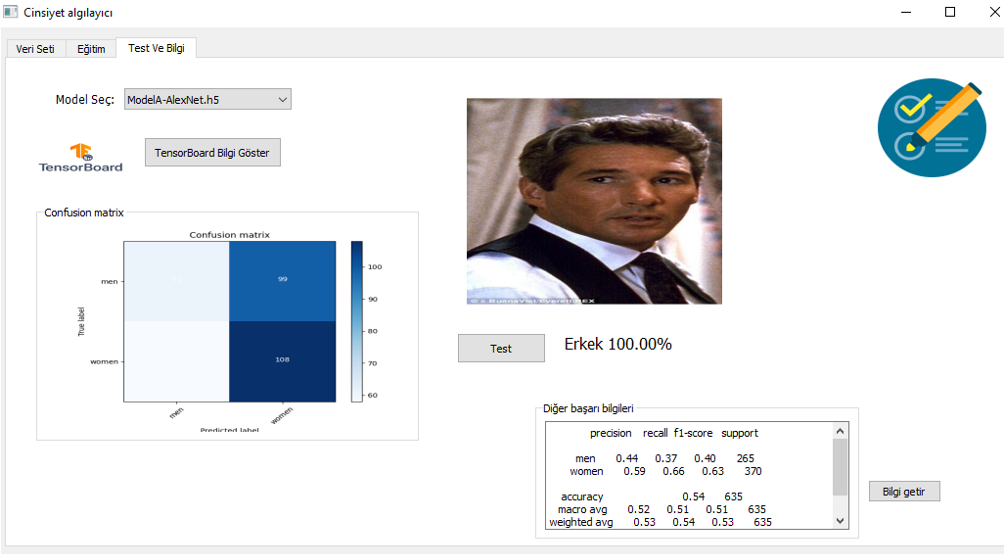 Cinsiyet algılayıcı
Veri Seti Eğitim Test Ve Bilgi
Model Seç: ModelA-AlexNet.h5
TensorBoard
TensorBoard Bilgi Göster
Confusion matrix
Confusion matrix
men
women
True label
99
108
men
women
Predicted label
100
90
80
70
60
Test
Erkek 100.00%
Diğer başarı bilgileri
precision recall f1-score support
men 0.44 0.37 0.40 265
women 0.59 0.66 0.63 370
accuracy 0.54 635
macro avg 0.52 0.51 0.51 635
weighted avg 0.53 0.54 0.53 635
Bilgi getir